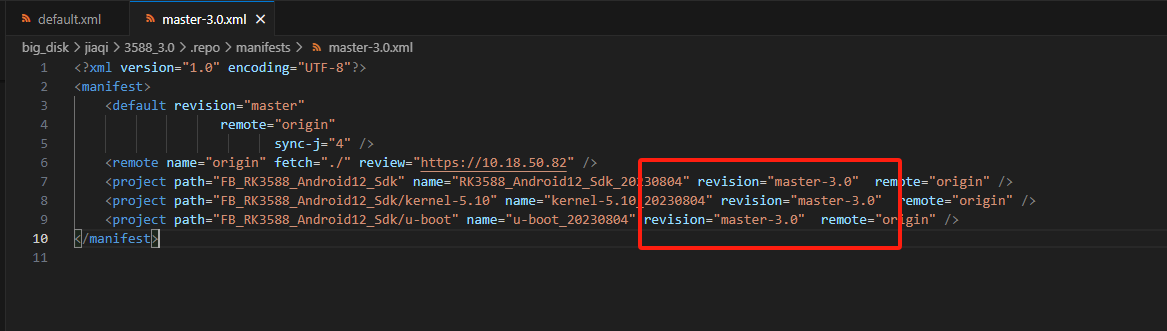 default.xml master-3.0.xml ×
big_disk > jiaqi > 3588_3.0 > .repo > manifests > master-3.0.xml
1 <?xml version="1.0" encoding="UTF-8"?>
2 <manifest>
3 <default revision="master"
4 remote="origin"
5 sync-j="4" />
6 <remote name="origin" fetch="./" review="https://10.18.50.82" />
7 <project path="FB_RK3588_Android12_Sdk" name="RK3588_Android12_Sdk_20230804" revision="master-3.0" remote="origin" />
8 <project path="FB_RK3588_Android12_Sdk/kernel-5.10" name="kernel-5.10_20230804" revision="master-3.0" remote="origin" />
9 <project path="FB_RK3588_Android12_Sdk/u-boot" name="u-boot_20230804" revision="master-3.0" remote="origin" />
10 </manifest>
11